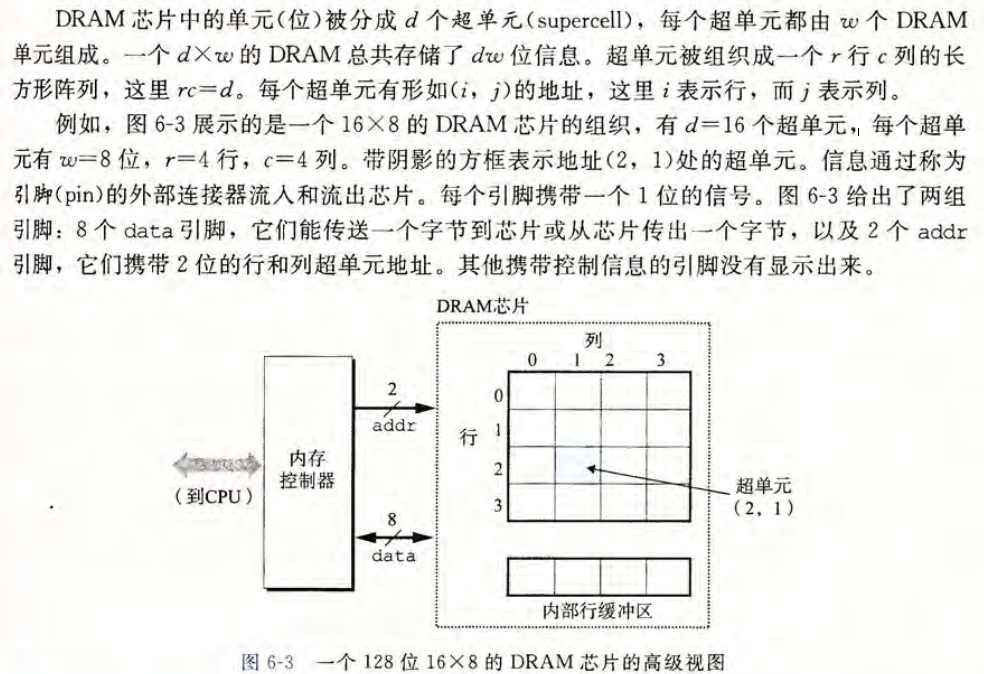 DRAM 芯片中的单元(位)被分成 d 个超单元(supercell)，每个超单元都由 w 个 DRAM
单元组成。一个 d×w 的 DRAM 总共存储了 dw 位信息。超单元被组织成一个 r 行 c 列的长
方形阵列，这里 rc=d。每个超单元有形如(i，j)的地址，这里 i 表示行，而 j 表示列。
例如，图 6-3 展示的是一个 16×8 的 DRAM 芯片的组织，有 d=16 个超单元，每个超单
元有 w=8 位，r=4 行，c=4 列。带阴影的方框表示地址(2，1)处的超单元。信息通过称为
引脚(pin)的外部连接器流入和流出芯片。每个引脚携带一个 1 位的信号。图 6-3 给出了两组
引脚：8 个 data 引脚，它们能传送一个字节到芯片或从芯片传出一个字节，以及 2 个 addr
引脚，它们携带 2 位的行和列超单元地址。其他携带控制信息的引脚没有显示出来。
DRAM芯片
列
0 1 2 3
0
1
2
3
行
2
addr
内存
控制器
(到CPU)
8
data
超单元
(2，1)
内部行缓冲区
图 6-3 一个 128 位 16×8 的 DRAM 芯片的高级视图